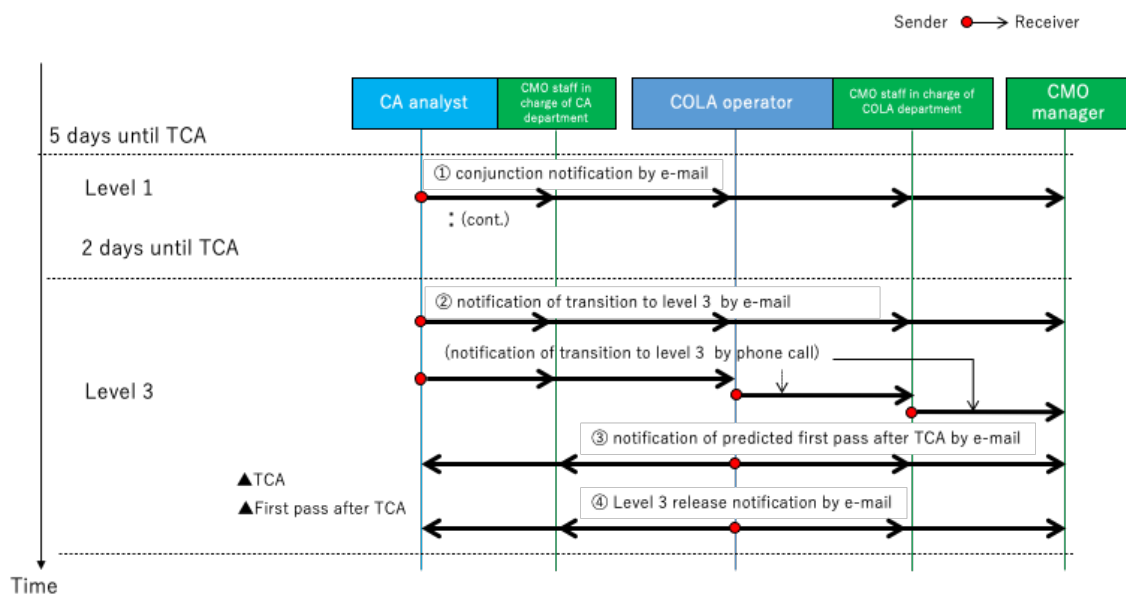 Sender Receiver
CA analyst
CMO staff in
charge of CA
department
COLA operator
CMO staff in charge of
COLA department
CMO
manager
5 days until TCA
Level 1
① conjunction notification by e-mail
: (cont.)
2 days until TCA
② notification of transition to level 3 by e-mail
(notification of transition to level 3 by phone call)
Level 3
③ notification of predicted first pass after TCA by e-mail
▲TCA
④ Level 3 release notification by e-mail
▲First pass after TCA
Time